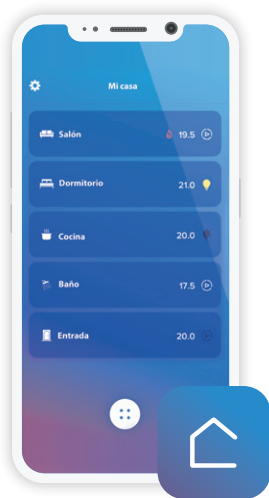 Mi casa
Salón 19.5
Dormitorio 21.0
Cocina 20.0
Baño 17.5
Entrada 20.0